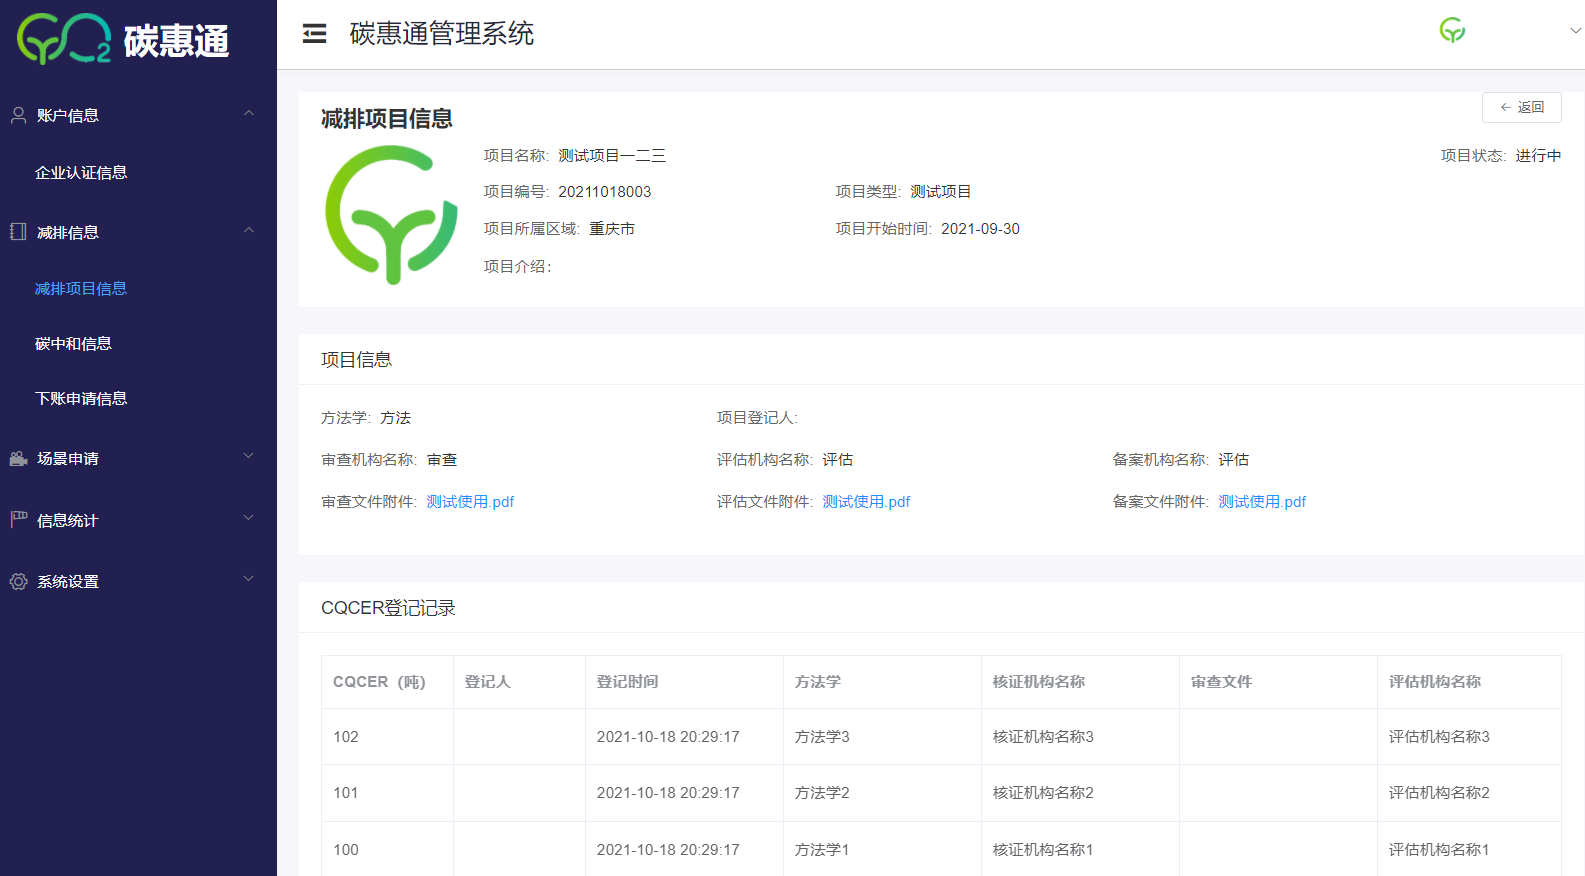 CO2 碳惠通
碳惠通管理系统
账户信息
企业认证信息
减排信息
减排项目信息
碳中和信息
下账申请信息
场景申请
信息统计
系统设置
减排项目信息
← 返回
项目名称: 测试项目一二三
项目状态: 进行中
项目编号: 20211018003
项目类型: 测试项目
项目所属区域: 重庆市
项目开始时间: 2021-09-30
项目介绍:
项目信息
方法学: 方法
项目登记人:
审查机构名称: 审查
评估机构名称: 评估
备案机构名称: 评估
审查文件附件: 测试使用.pdf
评估文件附件: 测试使用.pdf
备案文件附件: 测试使用.pdf
CQCER登记记录
CQCER（吨） 登记人 登记时间 方法学 核证机构名称 审查文件 评估机构名称
102 2021-10-18 20:29:17 方法学3 核证机构名称3 评估机构名称3
101 2021-10-18 20:29:17 方法学2 核证机构名称2 评估机构名称2
100 2021-10-18 20:29:17 方法学1 核证机构名称1 评估机构名称1